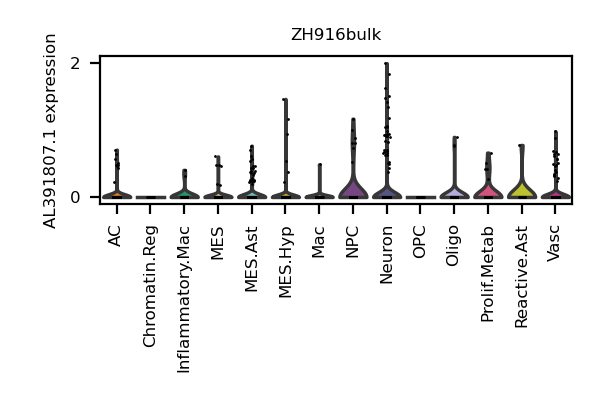 ZH916bulk
AL391807.1 expression
2
0
AC
Chromatin.Reg
Inflammatory.Mac
MES
MES.Ast
MES.Hyp
Mac
NPC
Neuron
OPC
Oligo
Prolif.Metab
Reactive.Ast
Vasc